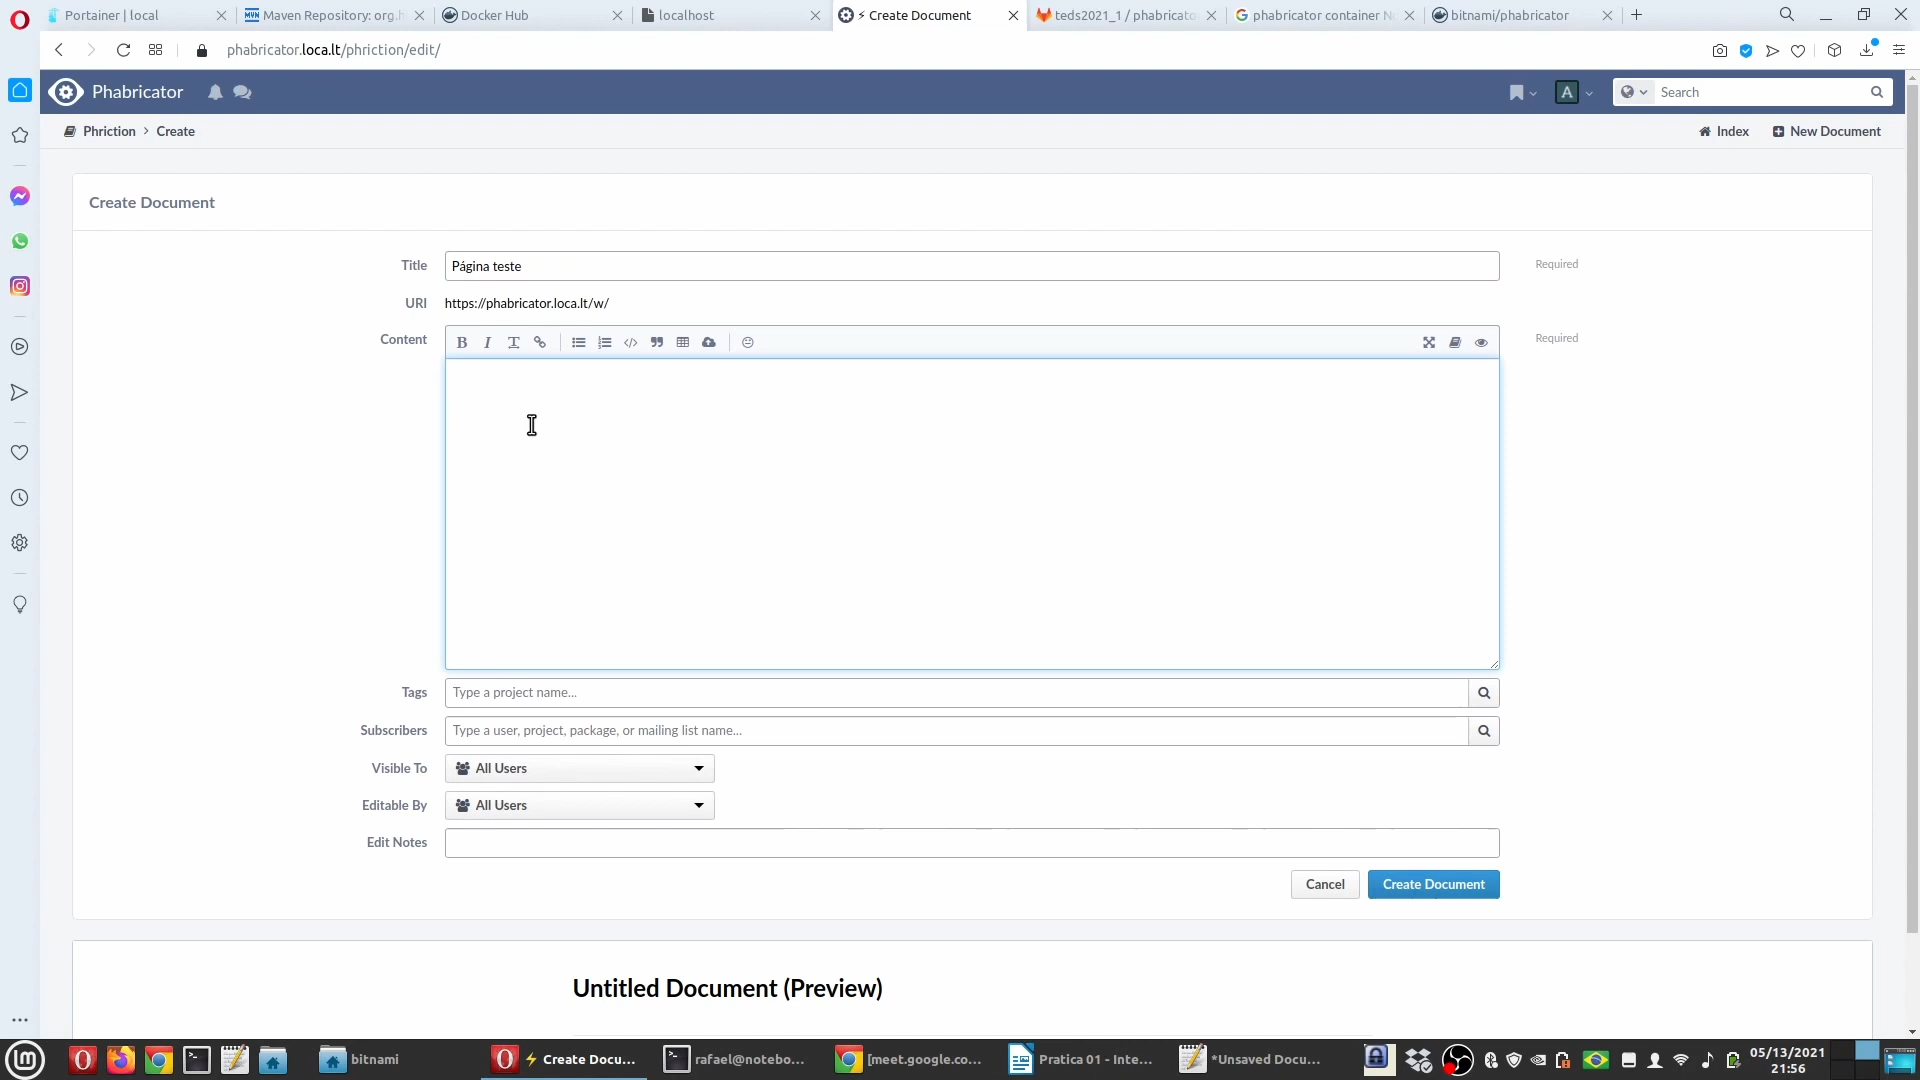 Portainer | local
Maven Repository: org.h
Docker Hub
localhost
⚡ Create Document
teds2021_1 / phabricato
phabricator container N
bitnami/phabricator
phabricator.loca.lt/phriction/edit/
Phabricator
A
Search
Phriction > Create
Index
New Document
Create Document
Title
Página teste
Required
URI
https://phabricator.loca.lt/w/
Content
Required
Tags
Type a project name...
Subscribers
Type a user, project, package, or mailing list name...
Visible To
All Users
Editable By
All Users
Edit Notes
Cancel
Create Document
Untitled Document (Preview)
bitnami
⚡ Create Docu...
rafael@notebo...
[meet.google.co...
Pratica 01 - Inte...
*Unsaved Docu...
05/13/2021
21:56